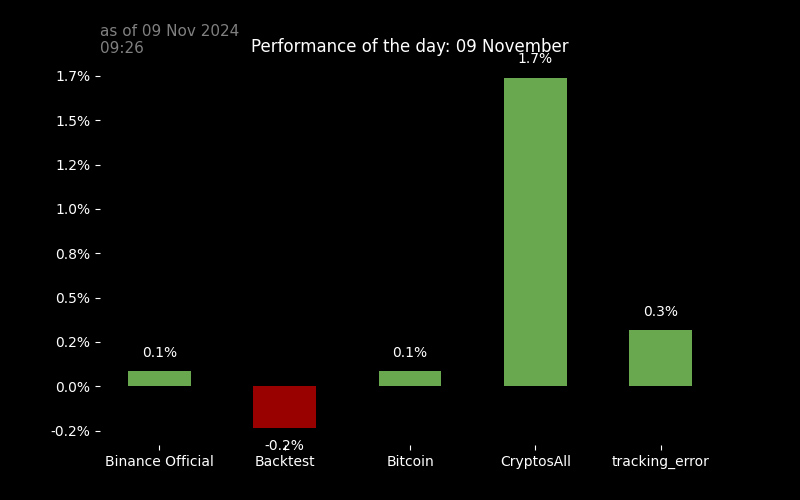 as of 09 Nov 2024
09:26
Performance of the day: 09 November
1.7%
1.7%
1.5%
1.2%
1.0%
0.8%
0.5%
0.2%
0.0%
-0.2%
0.1%
-0.2%
0.1%
0.3%
Binance Official
Backtest
Bitcoin
CryptosAll
tracking_error